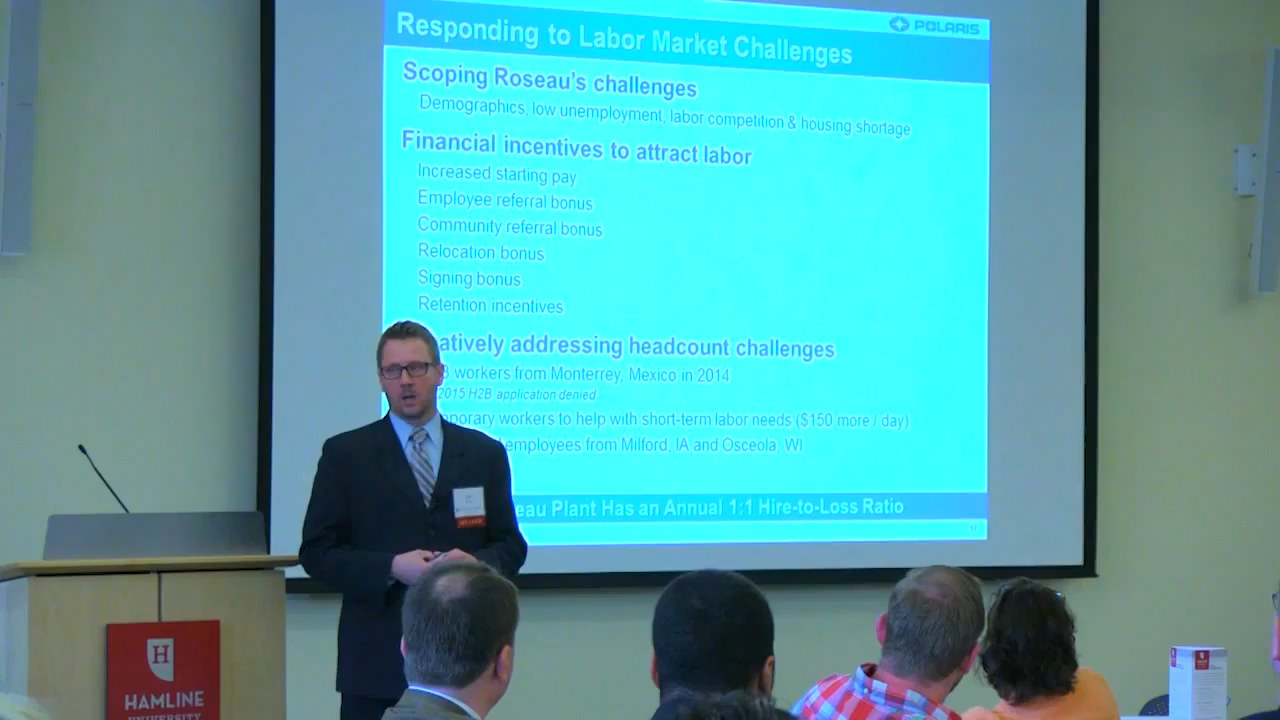 POLARIS
Responding to Labor Market Challenges
Scoping Roseau's challenges
Demographics, low unemployment, labor competition & housing shortage
Financial incentives to attract labor
Increased starting pay
Employee referral bonus
Community referral bonus
Relocation bonus
Signing bonus
Retention incentives
atively addressing headcount challenges
workers from Monterrey, Mexico in 2014
2015 H2B application denied
porary workers to help with short-term labor needs ($150 more / day)
employees from Milford, IA and Osceola, WI
eau Plant Has an Annual 1:1 Hire-to-Loss Ratio
17
H
HAMLINE
UNIVERSITY